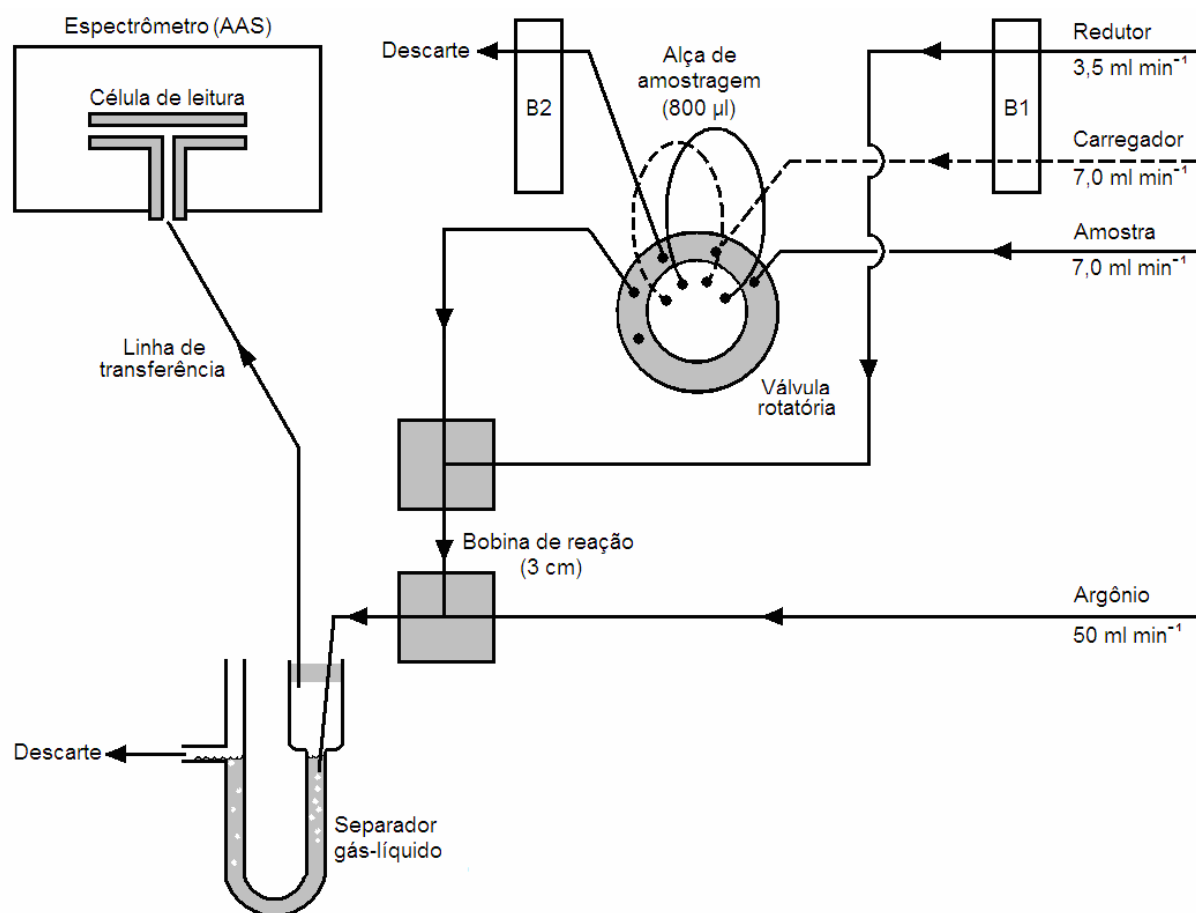 Espectrômetro (AAS)
Célula de leitura
Descarte
B2
Alça de
amostragem
(800 µl)
B1
Redutor
3,5 ml min⁻¹
Carregador
7,0 ml min⁻¹
Amostra
7,0 ml min⁻¹
Linha de
transferência
Válvula
rotatória
Bobina de reação
(3 cm)
Argônio
50 ml min⁻¹
Descarte
Separador
gás-líquido